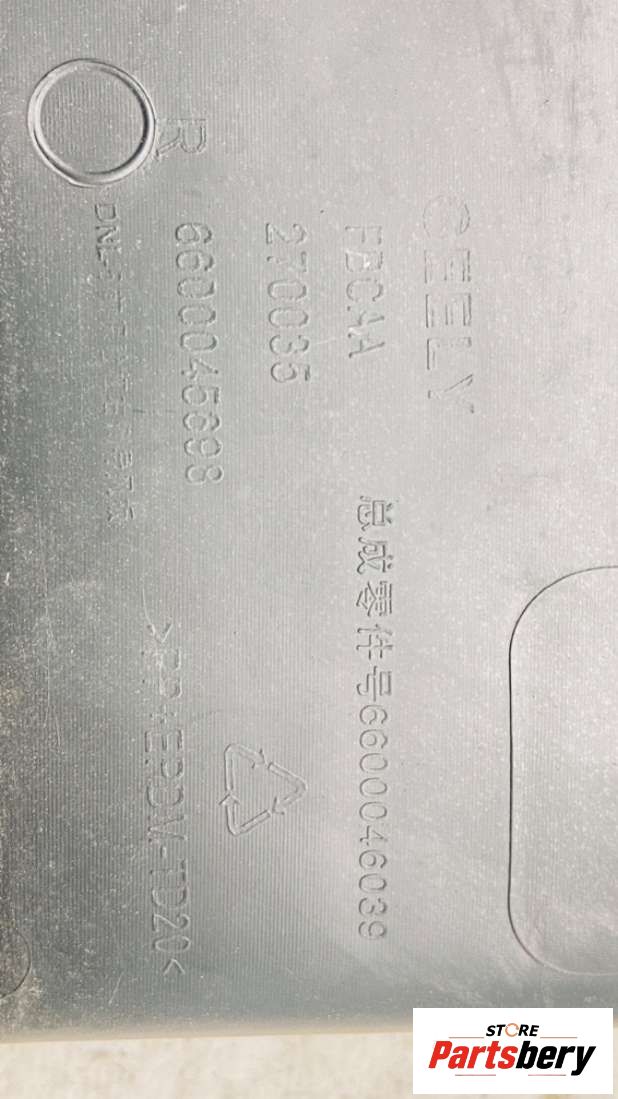 GEELY
FBCAA
270035
6600045698
R
总成零件号6600046039
>PP+EPDM-TD20<
STORE
Partsbery